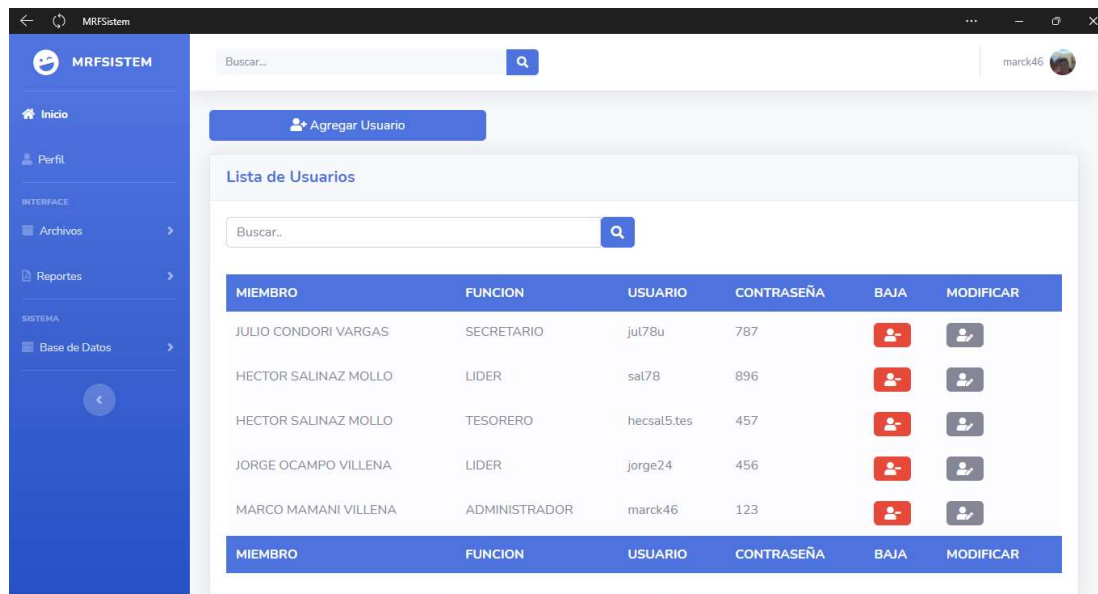 MRFSistem
MRFSISTEM
Buscar...
marck46
Inicio
Agregar Usuario
Perfil
Lista de Usuarios
INTERFACE
Archivos
Buscar..
Reportes
MIEMBRO FUNCION USUARIO CONTRASEÑA BAJA MODIFICAR
SISTEMA
JULIO CONDORI VARGAS SECRETARIO jul78u 787
Base de Datos
HECTOR SALINAZ MOLLO LIDER sal78 896
HECTOR SALINAZ MOLLO TESORERO hecsal5.tes 457
JORGE OCAMPO VILLENA LIDER jorge24 456
MARCO MAMANI VILLENA ADMINISTRADOR marck46 123
MIEMBRO FUNCION USUARIO CONTRASEÑA BAJA MODIFICAR